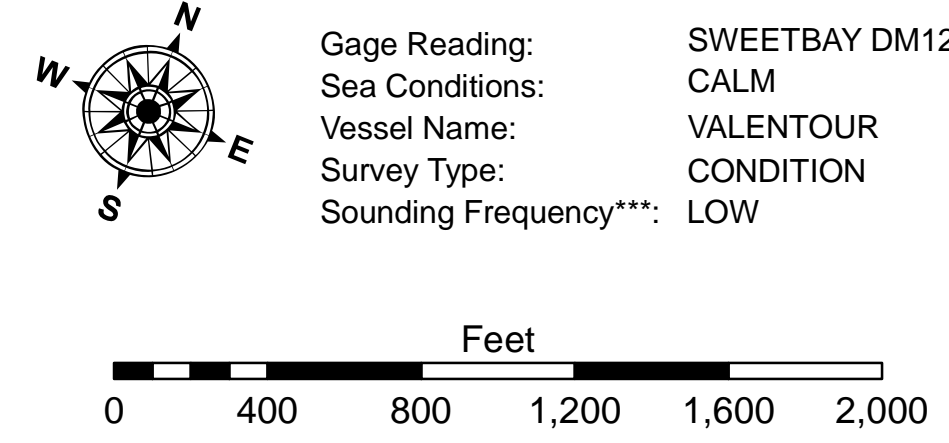 N
W
E
S
Gage Reading: SWEETBAY DM12
Sea Conditions: CALM
Vessel Name: VALENTOUR
Survey Type: CONDITION
Sounding Frequency***: LOW
Feet
0 400 800 1,200 1,600 2,000